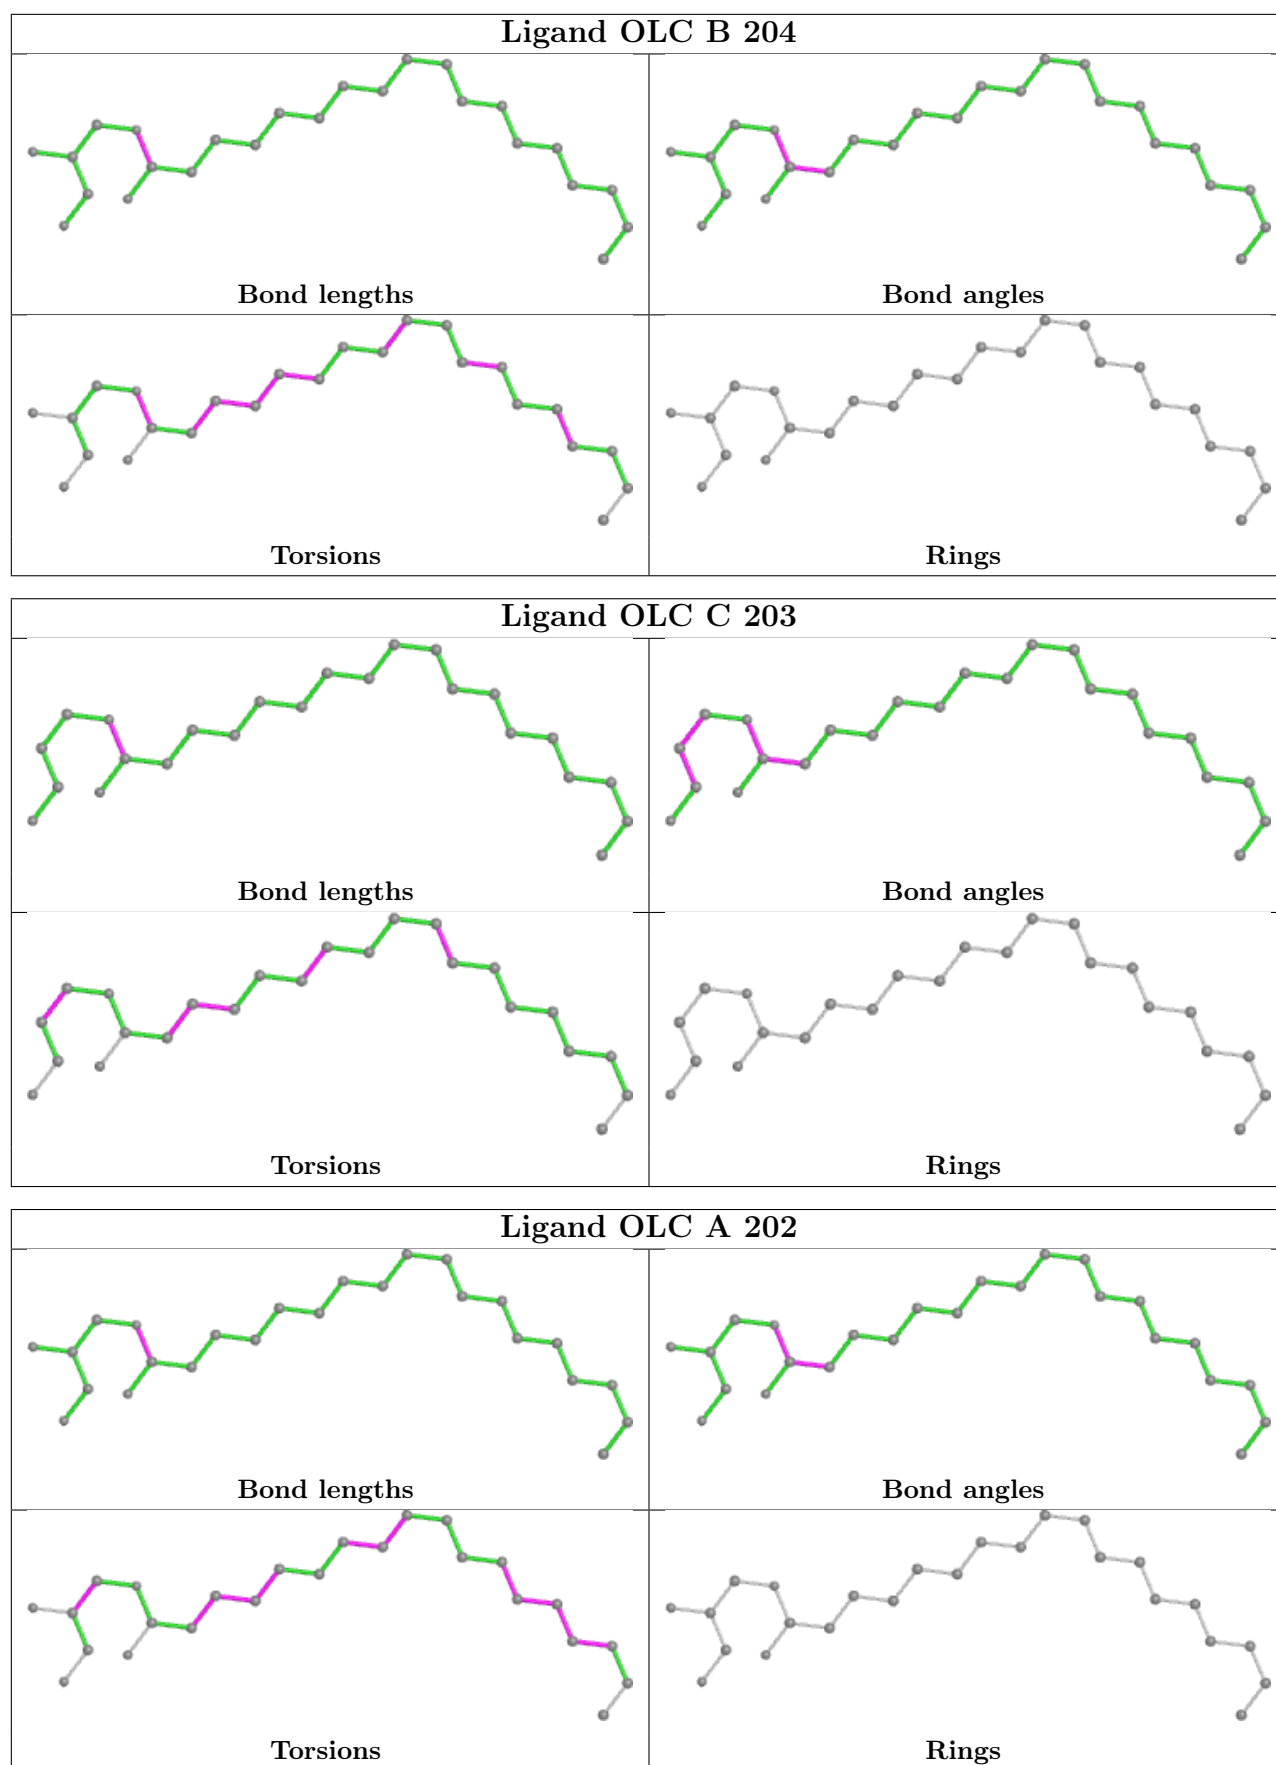 Ligand OLC B 204
Bond lengths
Bond angles
Torsions
Rings
Ligand OLC C 203
Bond lengths
Bond angles
Torsions
Rings
Ligand OLC A 202
Bond lengths
Bond angles
Torsions
Rings